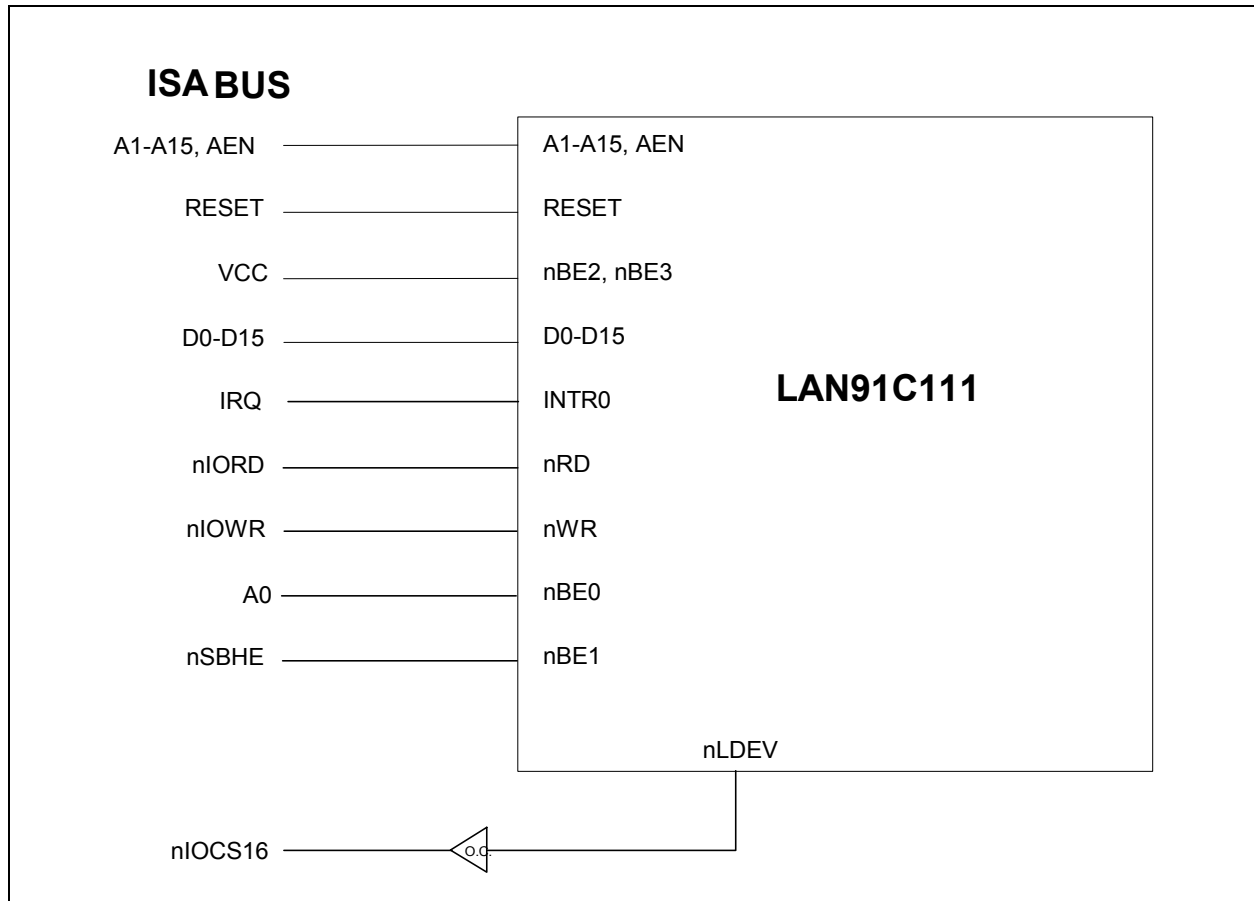 ISA BUS
A1-A15, AEN A1-A15, AEN
RESET RESET
VCC nBE2, nBE3
D0-D15 D0-D15
LAN91C111
IRQ INTR0
nIORD nRD
nIOWR nWR
A0 nBE0
nSBHE nBE1
nLDEV
nIOCS16 O.C.